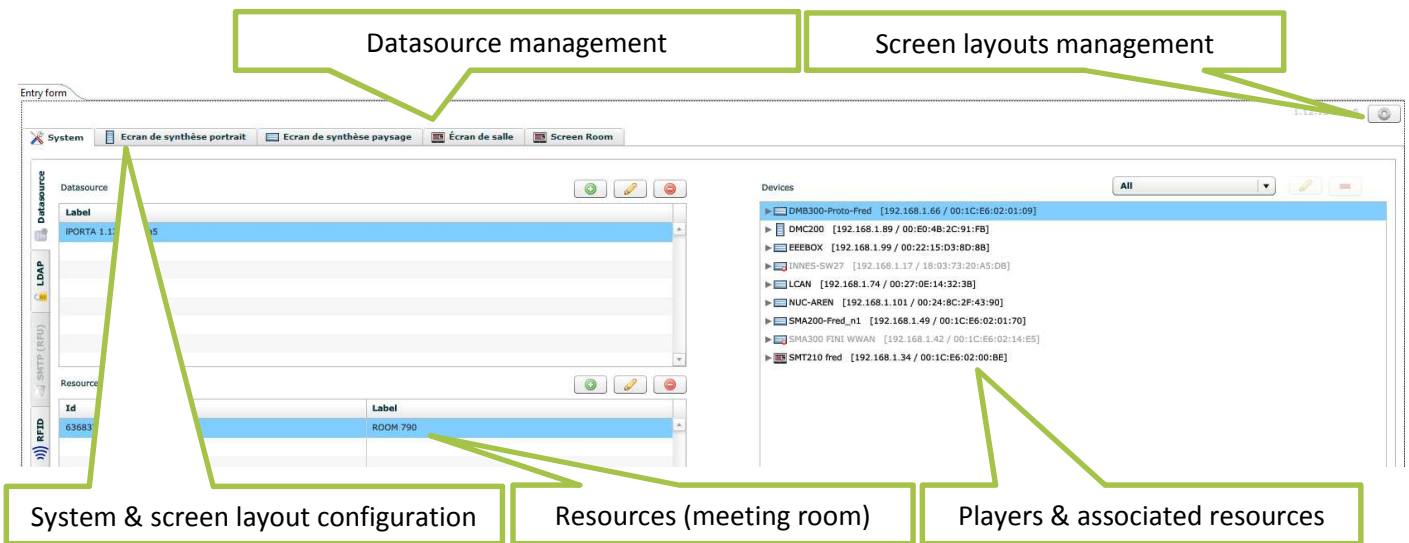 Datasource management
Screen layouts management
Entry form
System
Ecran de synthèse portrait
Ecran de synthèse paysage
Écran de salle
Screen Room
Datasource
LDAP
SMTP (RFU)
RFID
Datasource
Label
IPORTA
Resource
Id Label
ROOM 790
Devices
All
DMB300-Proto-Fred [192.168.1.66 / 00:1C:E6:02:01:09]
DMC200 [192.168.1.89 / 00:E0:4B:2C:91:FB]
EEEBOX [192.168.1.99 / 00:22:15:D3:8D:8B]
INNES-SW27 [192.168.1.17 / 18:03:73:20:A5:DB]
LCAN [192.168.1.74 / 00:27:0E:14:32:3B]
NUC-AREN [192.168.1.101 / 00:24:8C:2F:43:90]
SMA200-Fred_n1 [192.168.1.49 / 00:1C:E6:02:01:70]
SMA300 FINI WWAN [192.168.1.42 / 00:1C:E6:02:14:E5]
SMT210 fred [192.168.1.34 / 00:1C:E6:02:00:BE]
System & screen layout configuration
Resources (meeting room)
Players & associated resources